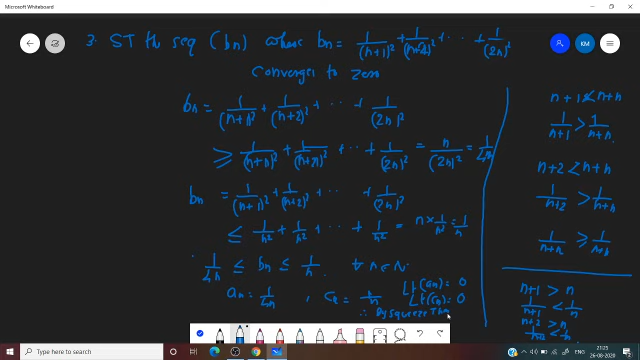 Microsoft Whiteboard
KM
3. ST the seq (bn) where bn = 1/(n+1)² + 1/(n+2)² + ·· + 1/(2n)²
converges to zero
bn = 1/(n+1)² + 1/(n+2)² + ·· + 1/(2n)²
≥ 1/(n+n)² + 1/(n+n)² + ·· + 1/(2n)² = n/(2n)² = 1/4n
bn = 1/(n+1)² + 1/(n+2)² + ·· + 1/(2n)²
≤ 1/n² + 1/n² + ·· + 1/n² = n × 1/n² = 1/n
1/4n ≤ bn ≤ 1/n ∀ n ∈ N
an = 1/4n , cn = 1/n
Lt(an) = 0
Lt(cn) = 0
∴ By squeeze Thm
n+1 < n+n
1/n+1 > 1/n+n
n+2 < n+n
1/n+2 > 1/n+n
1/n+n ≥ 1/n+n
n+1 > n
1/n+1 < 1/n
n+2 > n
1/n+2 < 1/n
Type here to search
ENG
21:25
26-08-2020